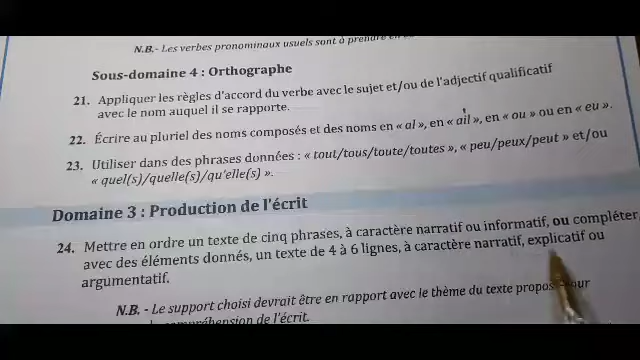 N.B.- Les verbes pronominaux usuels sont à prendre en
Sous-domaine 4 : Orthographe
21. Appliquer les règles d'accord du verbe avec le sujet et/ou de l'adjectif qualificatif
avec le nom auquel il se rapporte.
22. Écrire au pluriel des noms composés et des noms en « al », en « ail », en « ou » ou en « eu ».
23. Utiliser dans des phrases données : « tout/tous/toute/toutes », « peu/peux/peut » et/ou
« quel(s)/quelle(s)/qu'elle(s) ».
Domaine 3 : Production de l'écrit
24. Mettre en ordre un texte de cinq phrases, à caractère narratif ou informatif, ou compléter
avec des éléments donnés, un texte de 4 à 6 lignes, à caractère narratif, explicatif ou
argumentatif.
N.B. - Le support choisi devrait être en rapport avec le thème du texte propos our
compréhension de l'écrit.